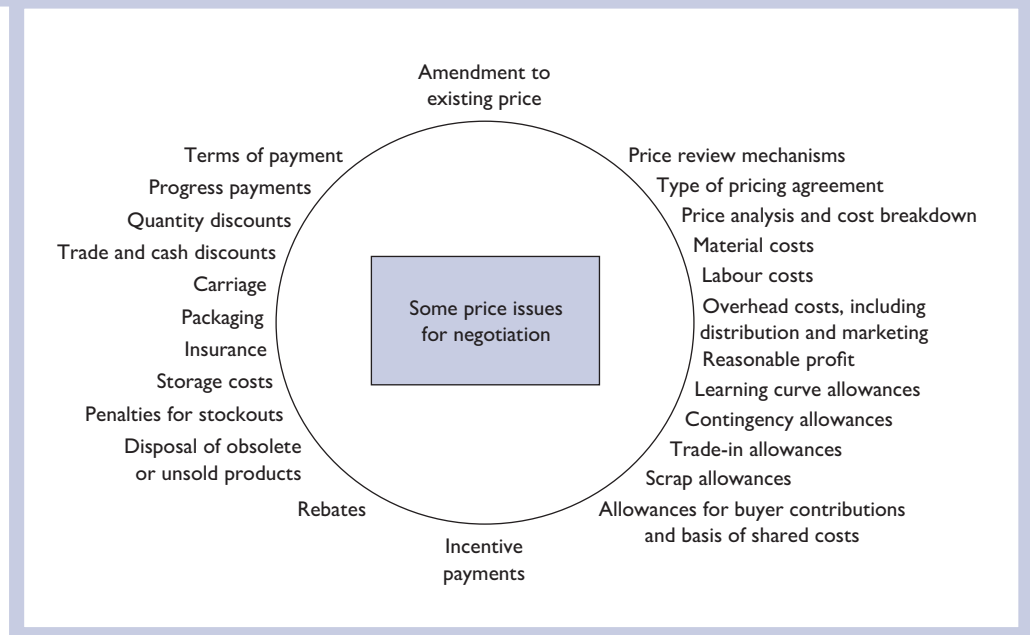 Amendment to
existing price
Price review mechanisms
Type of pricing agreement
Price analysis and cost breakdown
Material costs
Labour costs
Overhead costs, including
distribution and marketing
Reasonable profit
Learning curve allowances
Contingency allowances
Trade-in allowances
Scrap allowances
Allowances for buyer contributions
and basis of shared costs
Incentive
payments
Rebates
Disposal of obsolete
or unsold products
Penalties for stockouts
Storage costs
Insurance
Packaging
Carriage
Trade and cash discounts
Quantity discounts
Progress payments
Terms of payment
Some price issues
for negotiation